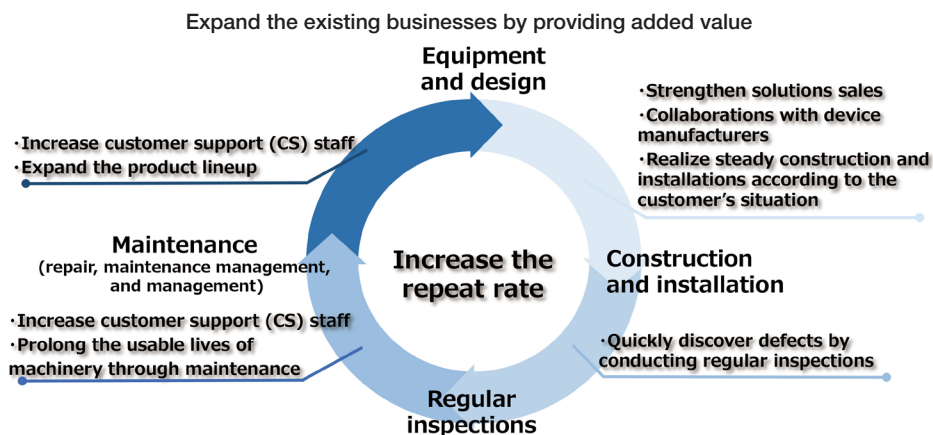 Expand the existing businesses by providing added value
Equipment
and design
・Strengthen solutions sales
・Collaborations with device
manufacturers
・Realize steady construction and
installations according to the
customer's situation
・Increase customer support (CS) staff
・Expand the product lineup
Maintenance
(repair, maintenance management,
and management)
Increase the
repeat rate
Construction
and installation
・Increase customer support (CS) staff
・Prolong the usable lives of
machinery through maintenance
・Quickly discover defects by
conducting regular inspections
Regular
inspections